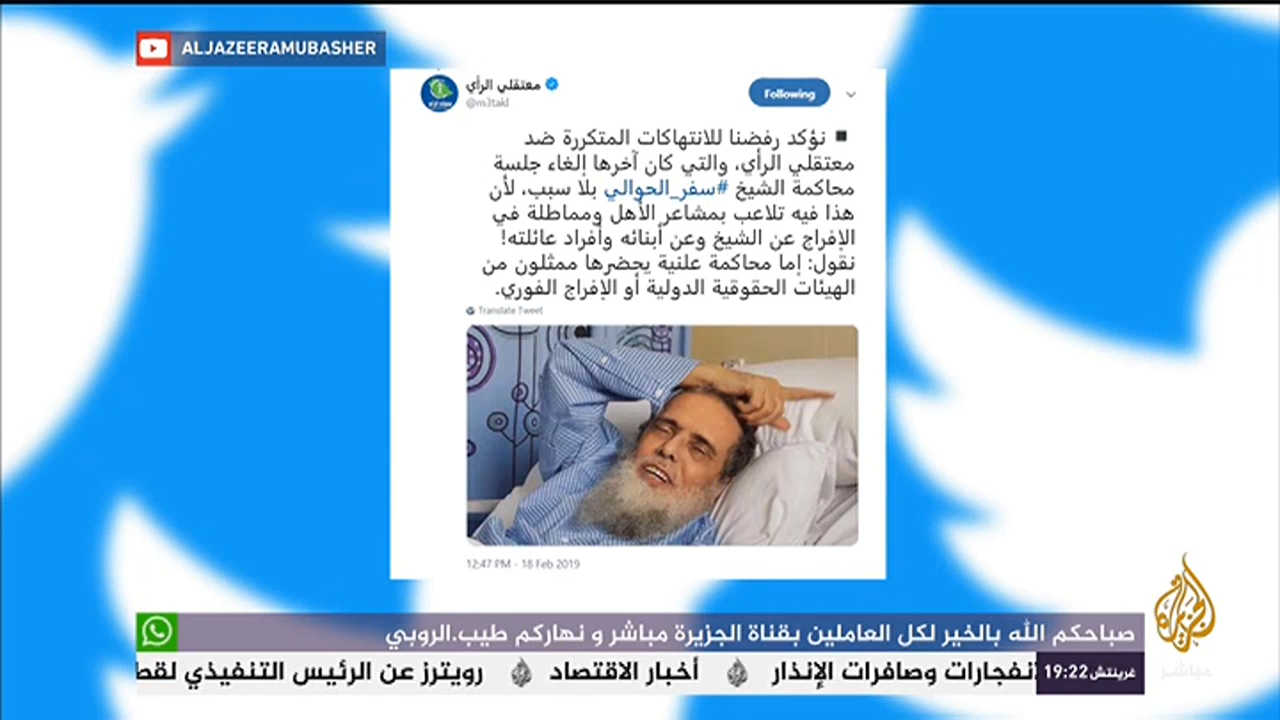 ALJAZEERAMUBASHER
معتقلي الرأي
@m3takl
Following
■ نؤكد رفضنا للانتهاكات المتكررة ضد
معتقلي الرأي، والتي كان آخرها إلغاء جلسة
محاكمة الشيخ #سفر_الحوالي بلا سبب، لأن
هذا فيه تلاعب بمشاعر الأهل ومماطلة في
الإفراج عن الشيخ وعن أبنائه وأفراد عائلته!
نقول: إما محاكمة علنية يحضرها ممثلون من
الهيئات الحقوقية الدولية أو الإفراج الفوري.
Translate Tweet
12:47 PM - 18 Feb 2019
صباحكم الله بالخير لكل العاملين بقناة الجزيرة مباشر و نهاركم طيب.الروبي
غرينتش 19:22
انفجارات وصافرات الإنذار أخبار الاقتصاد رويترز عن الرئيس التنفيذي لقط
الجزيرة
مباشر